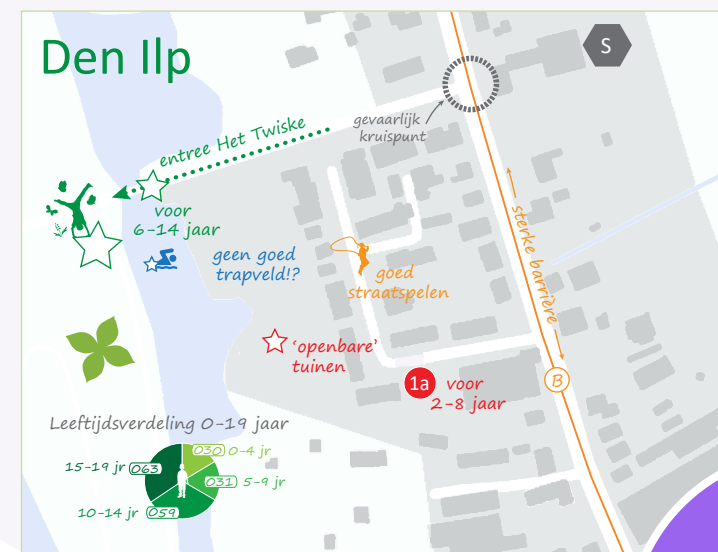 Den Ilp
S
gevaarlijk
kruispunt
entree Het Twiske
voor
6-14 jaar
geen goed
trapveld!?
goed
straatspelen
sterke barrière
'openbare'
tuinen
1a voor
2-8 jaar
B
Leeftijdsverdeling 0-19 jaar
030 0-4 jr
15-19 jr 063
031 5-9 jr
10-14 jr 059